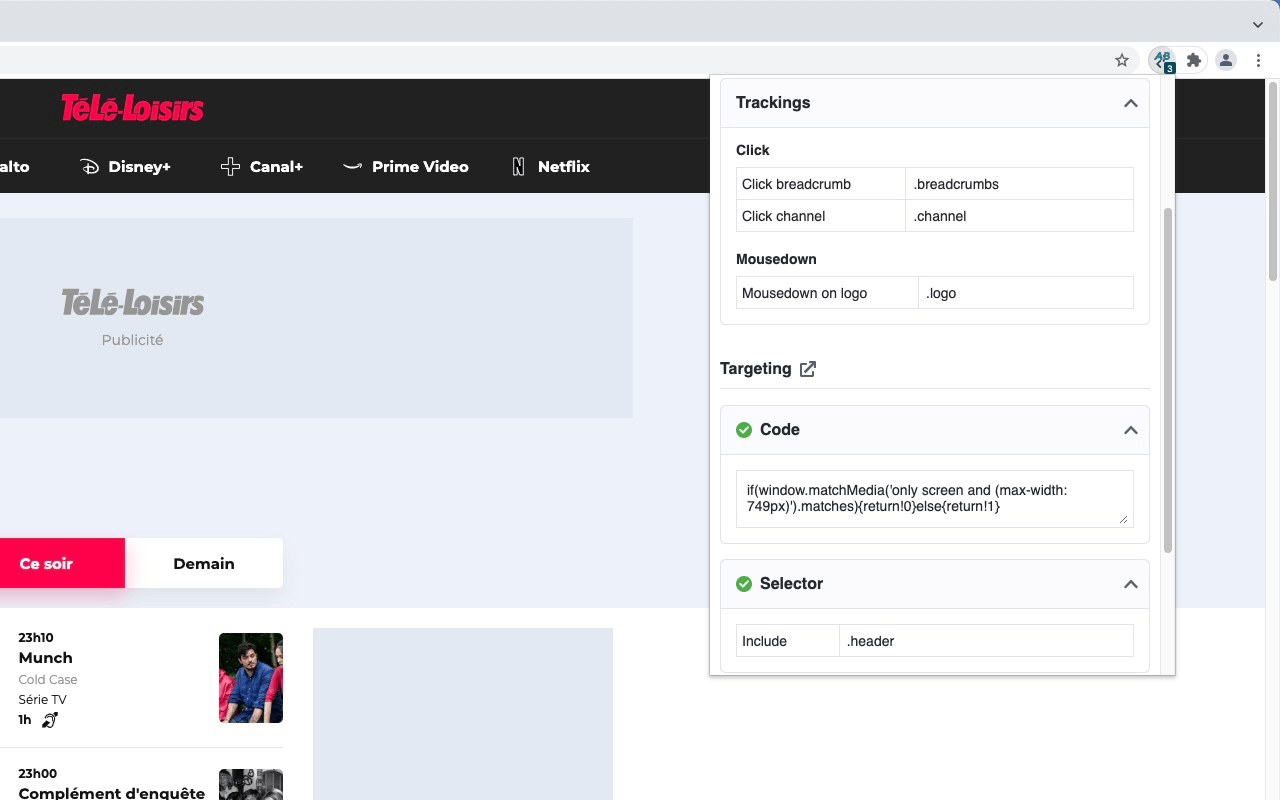 AB
3
TéLé-Loisirs
alto
Disney+
Canal+
Prime Video
Netflix
TéLé-Loisirs
Publicité
Ce soir
Demain
23h10
Munch
Cold Case
Série TV
1h
23h00
Complément d'enquête
Trackings
Click
Click breadcrumb .breadcrumbs
Click channel .channel
Mousedown
Mousedown on logo .logo
Targeting
Code
if(window.matchMedia('only screen and (max-width:
749px)').matches){return!0}else{return!1}
Selector
Include .header